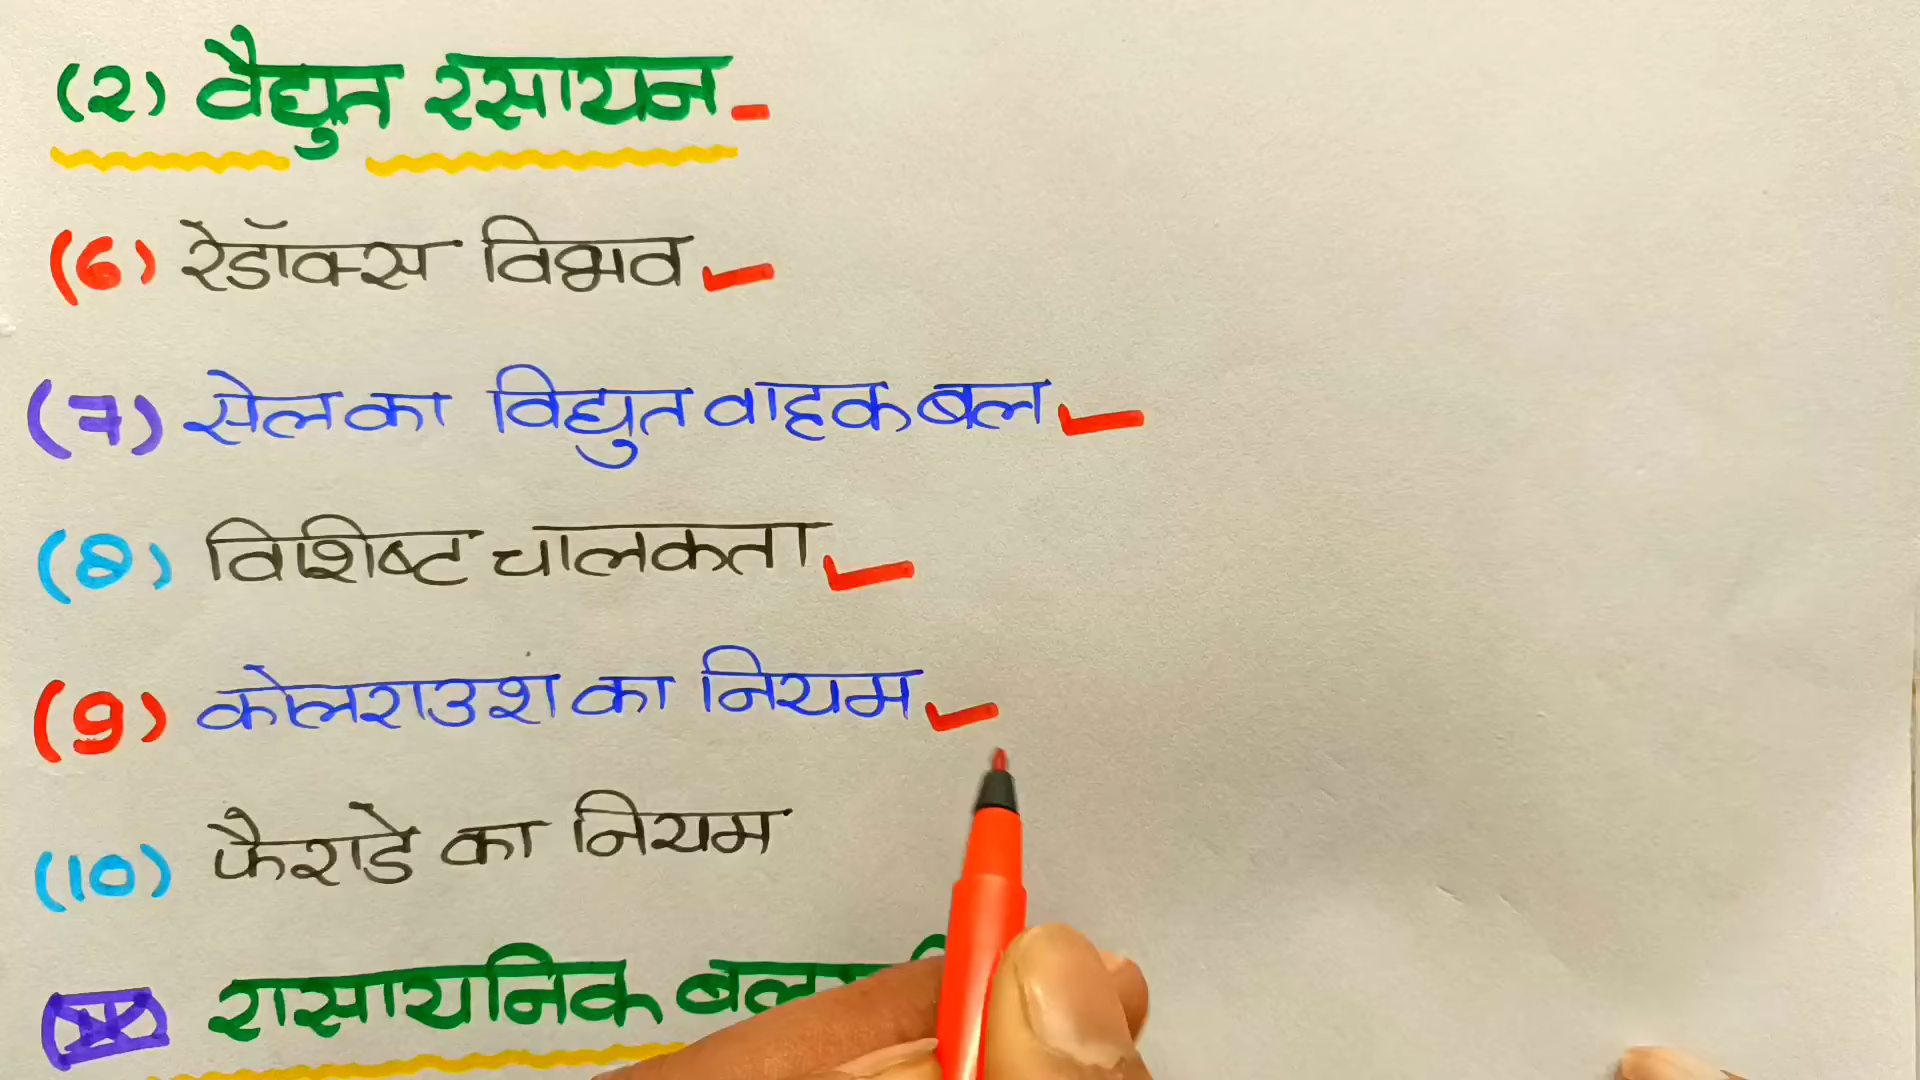 (२) वैद्युत रसायन-
(6) रेडॉक्स विभव
(7) सेल का विद्युत वाहक बल
(8) विशिष्ट चालकता
(9) कोलराउश का नियम
(10) फैराडे का नियम
रासायनिक